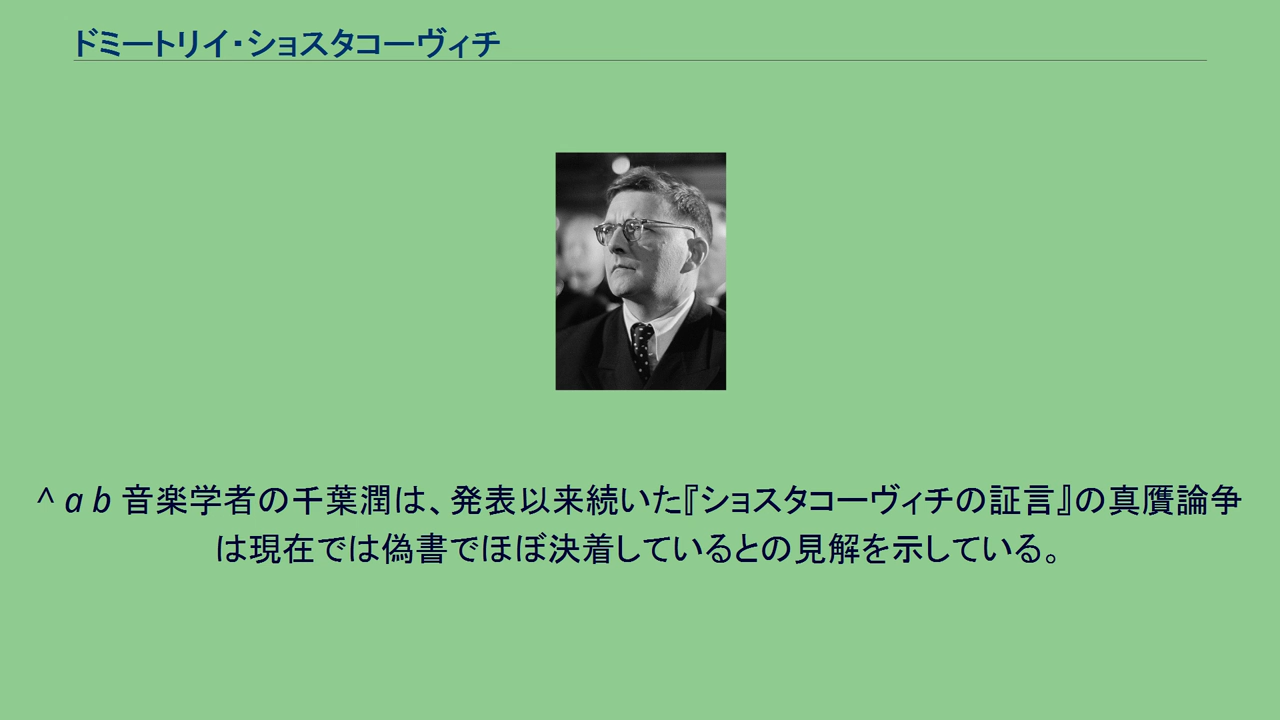 ドミートリイ・ショスタコーヴィチ
^ a b 音楽学者の千葉潤は、発表以来続いた『ショスタコーヴィチの証言』の真贋論争
は現在では偽書でほぼ決着しているとの見解を示している。